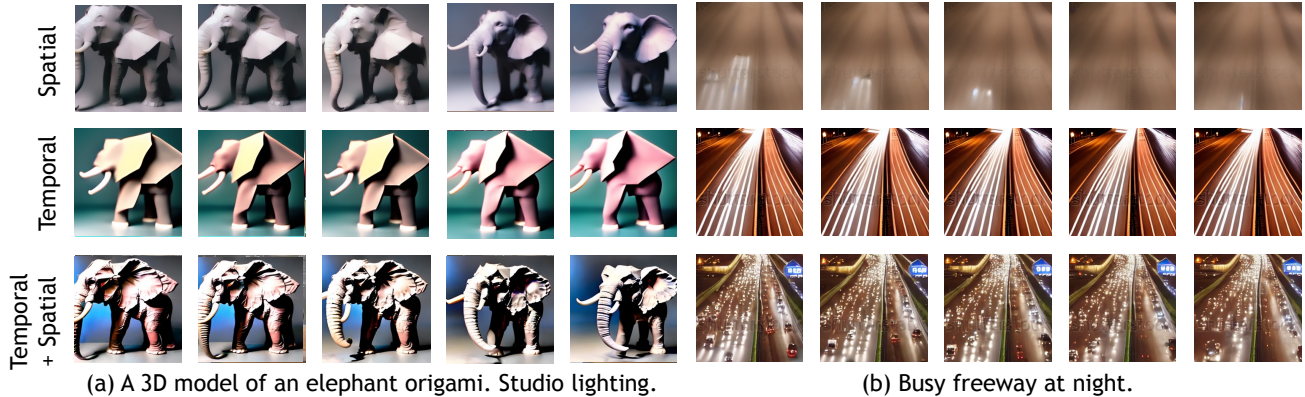 Spatial
Temporal
Temporal
+ Spatial
(a) A 3D model of an elephant origami. Studio lighting.
(b) Busy freeway at night.